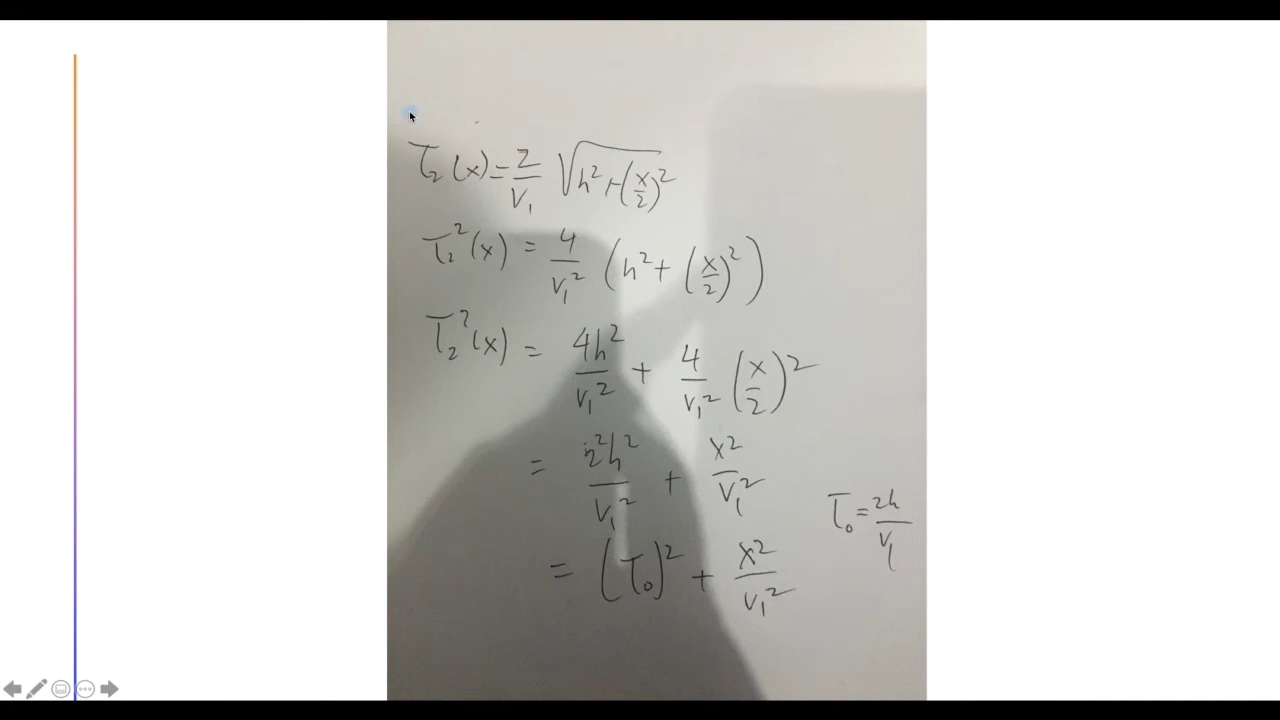 T₂(x) = 2/V₁ √(h² + (x/2)²)
T₂²(x) = 4/V₁² (h² + (x/2)²)
T₂²(x) = 4h²/V₁² + 4/V₁² (x/2)²
= 2²h²/V₁² + x²/V₁²
T₀ = 2h/V₁
= (T₀)² + x²/V₁²